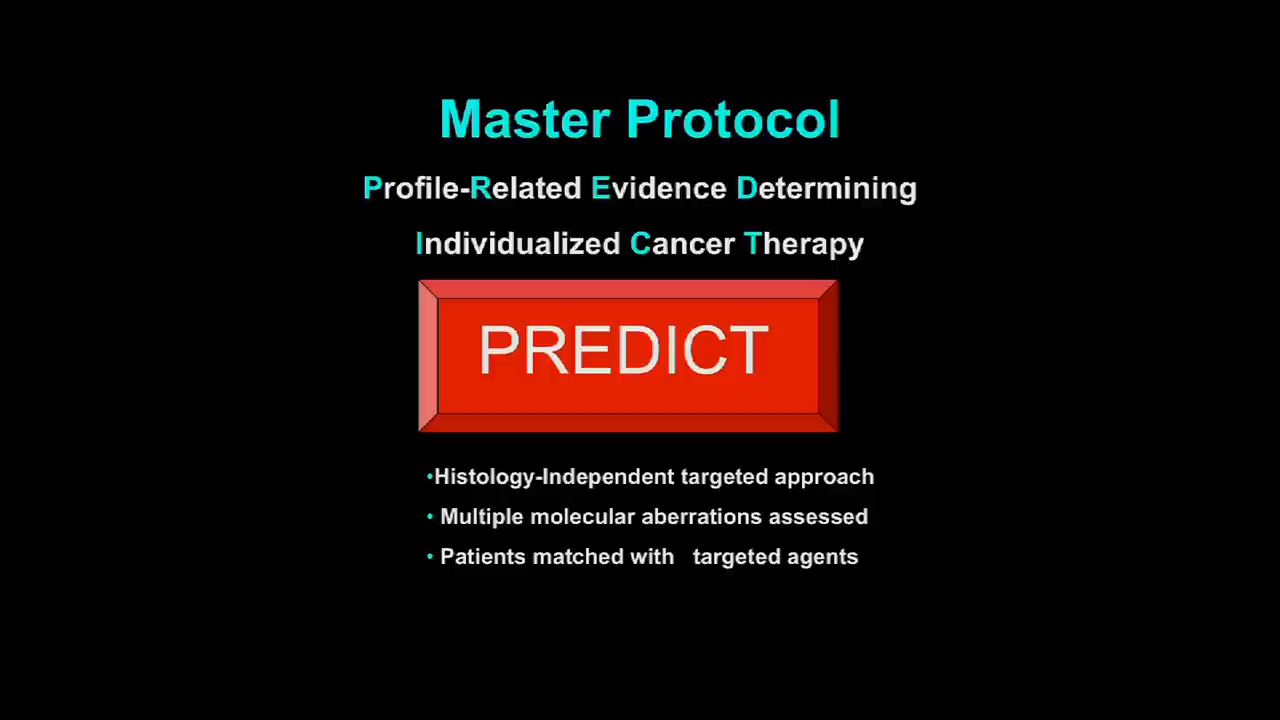 Master Protocol
Profile-Related Evidence Determining
Individualized Cancer Therapy
PREDICT
•Histology-Independent targeted approach
• Multiple molecular aberrations assessed
• Patients matched with   targeted agents